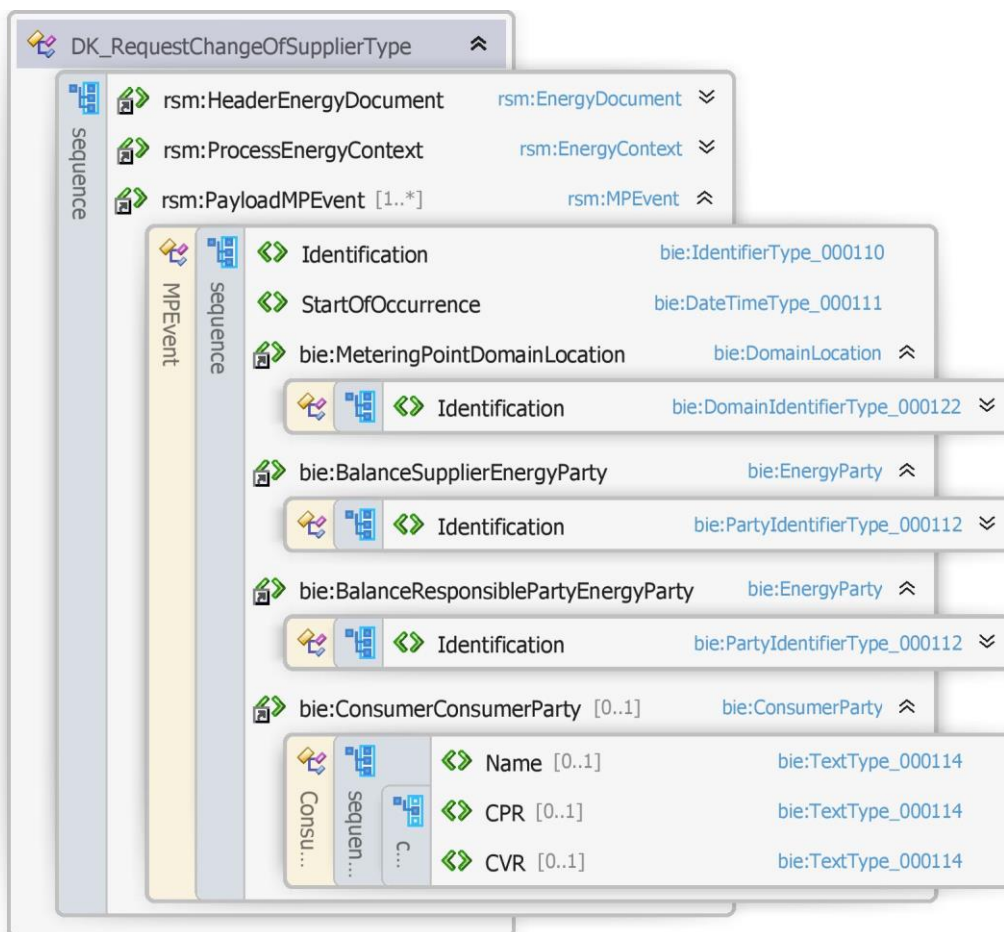 DK_RequestChangeOfSupplierType
sequence
rsm:HeaderEnergyDocument rsm:EnergyDocument
rsm:ProcessEnergyContext rsm:EnergyContext
rsm:PayloadMPEvent [1..*] rsm:MPEvent
MPEvent
sequence
Identification bie:IdentifierType_000110
StartOfOccurrence bie:DateTimeType_000111
bie:MeteringPointDomainLocation bie:DomainLocation
Identification bie:DomainIdentifierType_000122
bie:BalanceSupplierEnergyParty bie:EnergyParty
Identification bie:PartyIdentifierType_000112
bie:BalanceResponsiblePartyEnergyParty bie:EnergyParty
Identification bie:PartyIdentifierType_000112
bie:ConsumerConsumerParty [0..1] bie:ConsumerParty
Consu...
sequen...
c...
Name [0..1] bie:TextType_000114
CPR [0..1] bie:TextType_000114
CVR [0..1] bie:TextType_000114